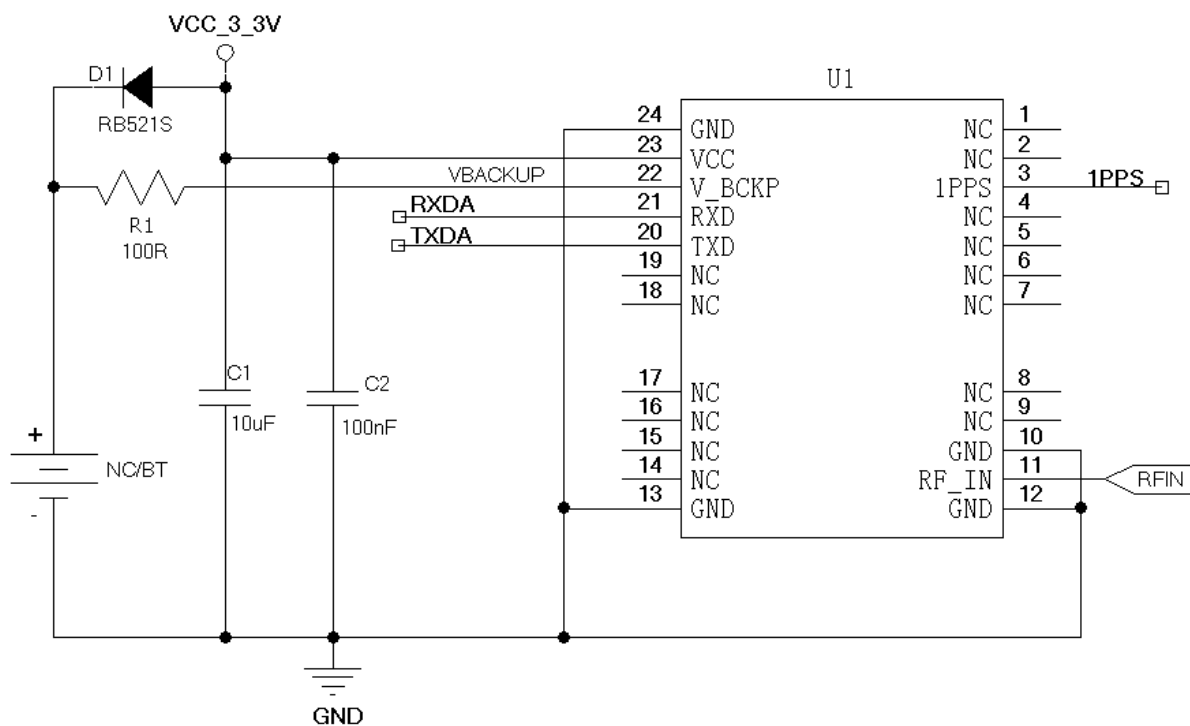 VCC_3_3V
D1
RB521S
R1
100R
VBACKUP
RXDA
TXDA
C1
10uF
C2
100nF
+
NC/BT
-
GND
U1
24 GND NC 1
23 VCC NC 2
22 V_BCKP 1PPS 3 1PPS
21 RXD NC 4
20 TXD NC 5
19 NC NC 6
18 NC NC 7
17 NC NC 8
16 NC NC 9
15 NC GND 10
14 NC RF_IN 11 RFIN
13 GND GND 12